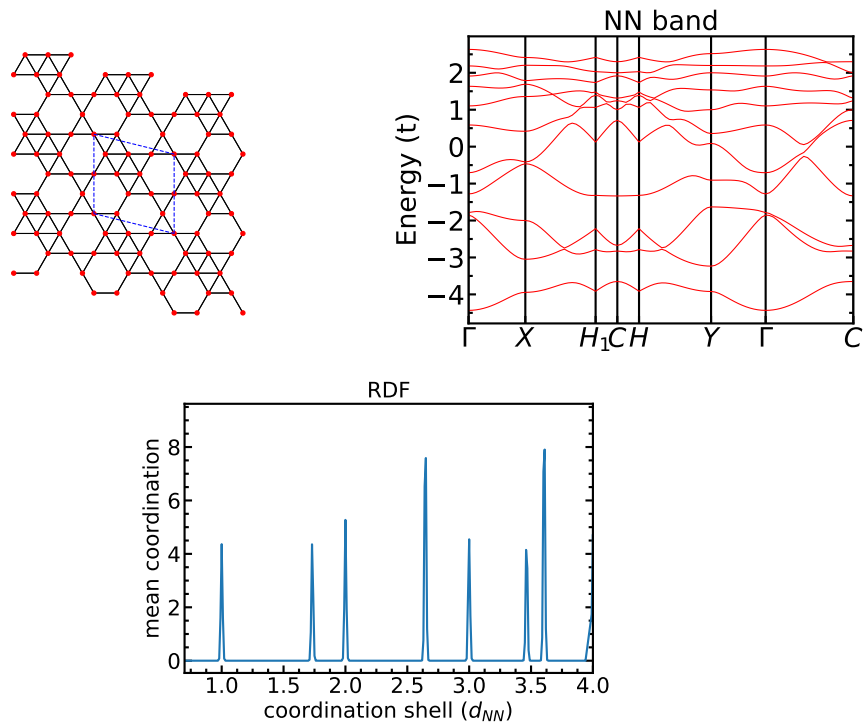 NN band
Energy (t)
2
1
0
−1
−2
−3
−4
Γ X H₁ C H Y Γ C
RDF
mean coordination
8
6
4
2
0
1.0 1.5 2.0 2.5 3.0 3.5 4.0
coordination shell (d_NN)